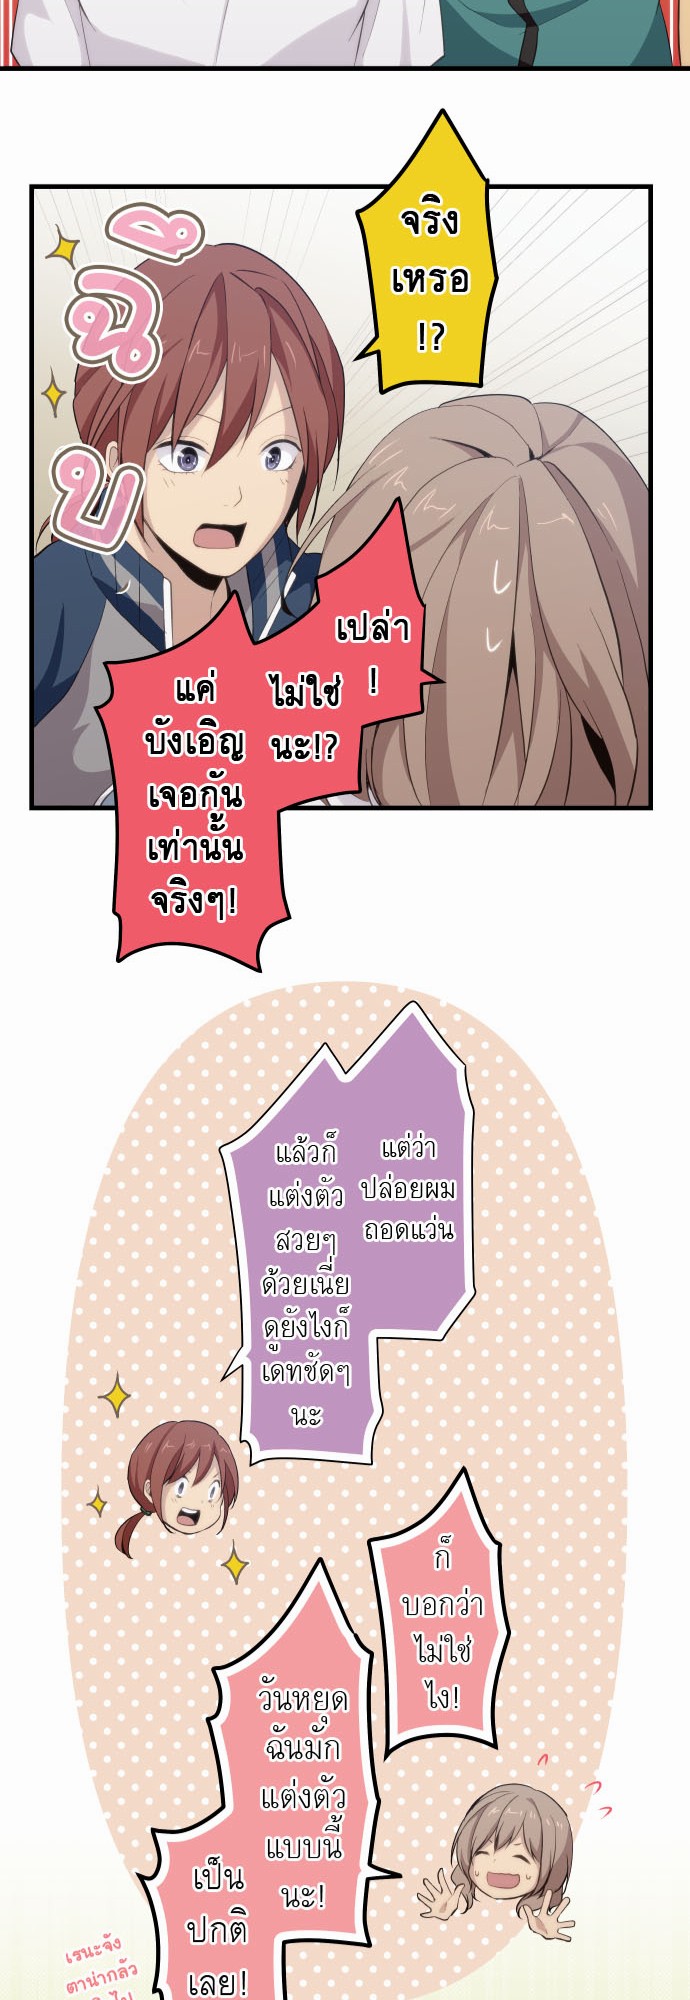 จริง
เหรอ
!?
ฉึ
บ
เปล่า
!
ไม่ใช่
นะ!?
แค่
บังเอิญ
เจอกัน
เท่านั้น
จริงๆ!
แต่ว่า
ปล่อยผม
ถอดแว่น
แล้วก็
แต่งตัว
สวยๆ
ด้วยเนี่ย
ดูยังไงก็
เดทชัดๆ
นะ
ก็
บอกว่า
ไม่ใช่
ไง!
วันหยุด
ฉันมัก
แต่งตัว
แบบนี้
นะ!
เป็น
ปกติ
เลย!
เรนะจัง
ตาน่ากลัว